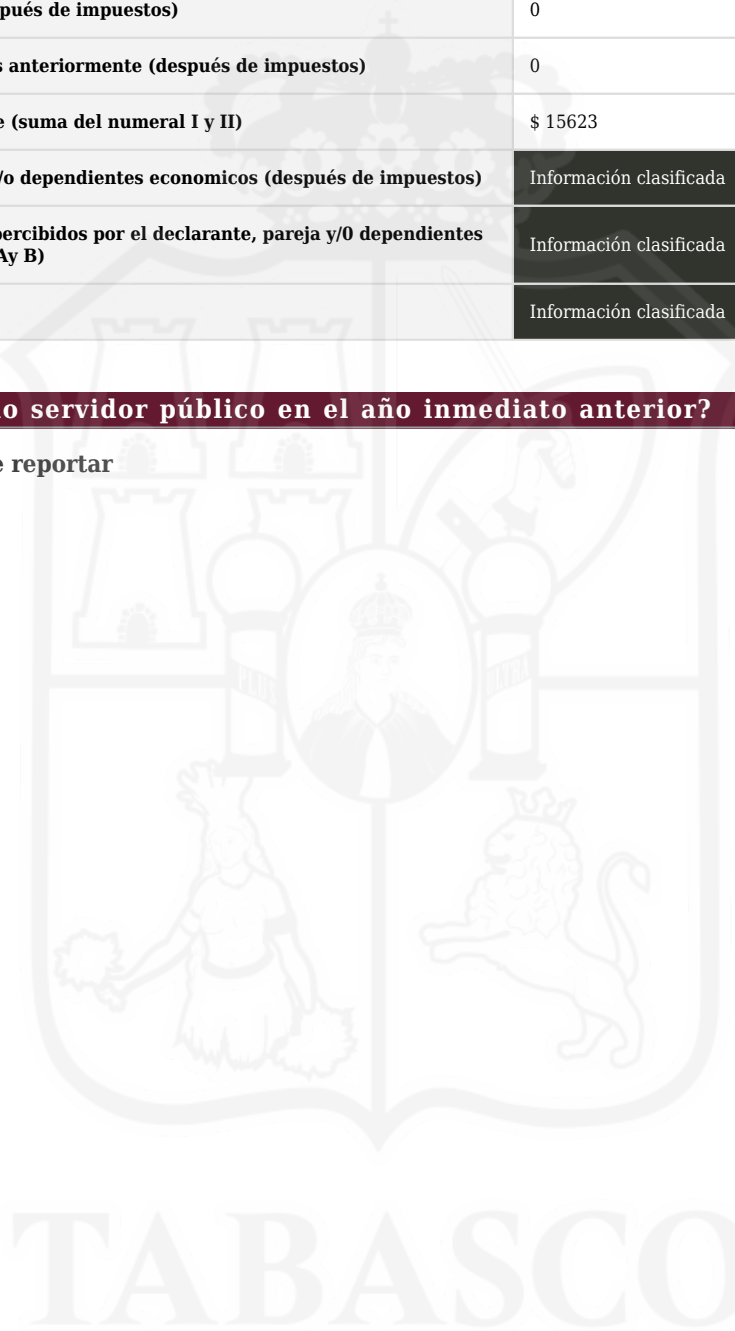 pués de impuestos) 0
s anteriormente (después de impuestos) 0
e (suma del numeral I y II) $ 15623
/o dependientes economicos (después de impuestos) Información clasificada
percibidos por el declarante, pareja y/0 dependientes
Ay B) Información clasificada
Información clasificada
o servidor público en el año inmediato anterior?
e reportar
PLUS ULTRA
TABASCO